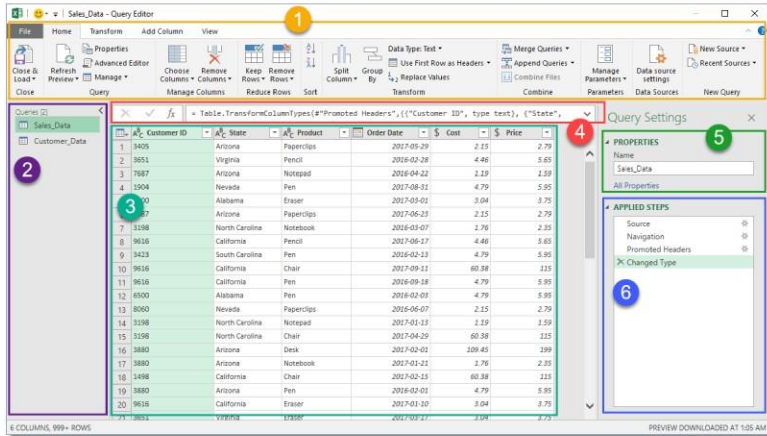 Sales_Data - Query Editor
1
File Home Transform Add Column View
Close & Load Refresh Preview Properties Advanced Editor Manage Choose Columns Remove Columns Keep Rows Remove Rows Split Column Group By Data Type: Text Use First Row as Headers Replace Values Merge Queries Append Queries Combine Files Manage Parameters Data source settings New Source Recent Sources
Close Query Manage Columns Reduce Rows Sort Transform Combine Parameters Data Sources New Query
Queries [2]
Sales_Data
Customer_Data
2
fx = Table.TransformColumnTypes(#"Promoted Headers",{{"Customer ID", type text}, {"State",
4
Customer ID State Product Order Date $ Cost $ Price
1 3405 Arizona Paperclips 2017-05-29 2.15 2.79
2 3651 Virginia Pencil 2016-02-28 4.46 5.65
3 7687 Arizona Notepad 2016-04-22 1.19 1.59
4 1904 Nevada Pen 2017-08-31 4.79 5.95
Alabama Eraser 2017-03-01 3.04 3.75
3
Arizona Paperclips 2017-06-23 2.15 2.79
7 3198 North Carolina Notebook 2016-03-07 1.76 2.35
8 9616 California Pencil 2017-06-17 4.46 5.65
9 3423 South Carolina Pen 2016-02-13 4.79 5.95
10 9616 California Chair 2017-09-11 60.38 115
11 9616 California Pen 2016-09-18 4.79 5.95
12 6500 Alabama Pen 2016-02-03 4.79 5.95
13 8060 Nevada Paperclips 2016-06-07 2.15 2.79
14 3198 North Carolina Notepad 2017-01-13 1.19 1.59
15 3198 North Carolina Chair 2017-04-29 60.38 115
16 3880 Arizona Desk 2017-02-01 109.45 199
17 3880 Arizona Notebook 2017-01-21 1.76 2.35
18 1498 California Chair 2017-02-15 60.38 115
19 3880 Arizona Pen 2016-02-01 4.79 5.95
20 9616 California Eraser 2017-01-10 3.04 3.75
21 3651 Virginia Eraser 2017-03-17 3.04 3.75
Query Settings
5
PROPERTIES
Name
Sales_Data
All Properties
APPLIED STEPS
Source
Navigation
Promoted Headers
Changed Type
6
6 COLUMNS, 999+ ROWS PREVIEW DOWNLOADED AT 1:05 AM